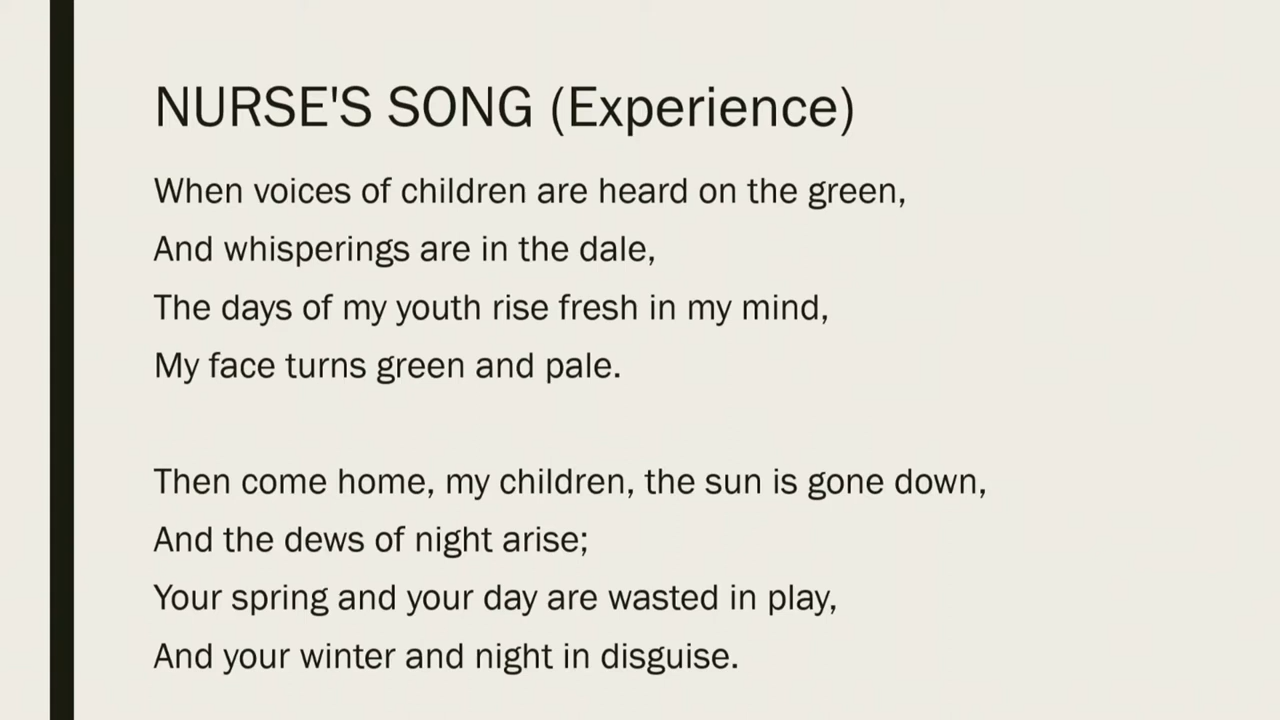 NURSE'S SONG (Experience)
When voices of children are heard on the green,
And whisperings are in the dale,
The days of my youth rise fresh in my mind,
My face turns green and pale.
Then come home, my children, the sun is gone down,
And the dews of night arise;
Your spring and your day are wasted in play,
And your winter and night in disguise.